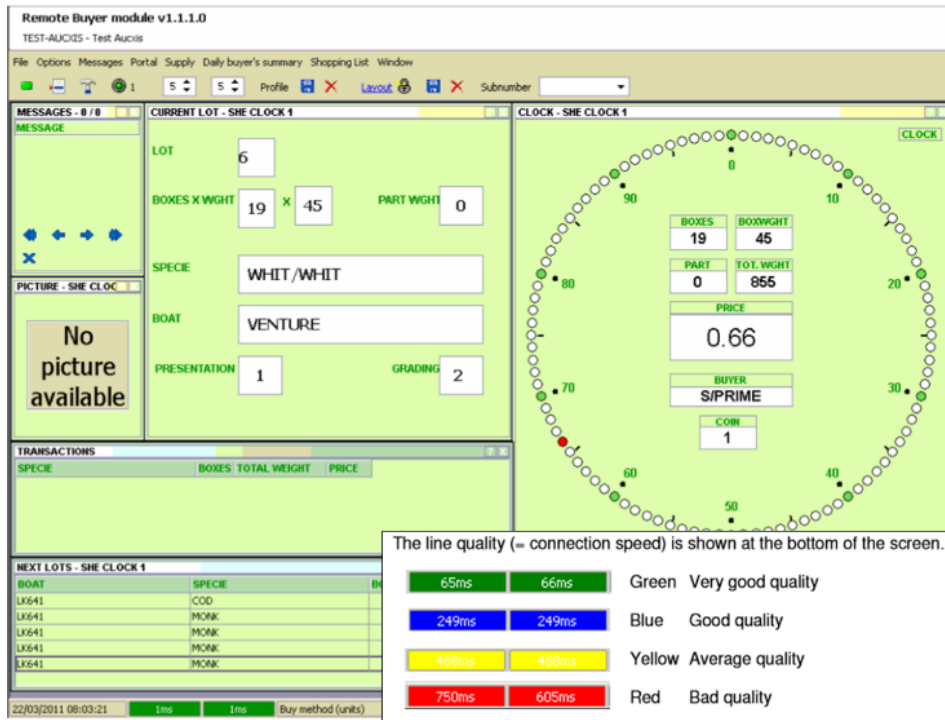 Remote Buyer module v1.1.1.0
TEST-AUCXIS - Test Aucxis
File Options Messages Portal Supply Daily buyer's summary Shopping List Window
1 5 5 Profile Layout Subnumber
MESSAGES - 0 / 0
MESSAGE
PICTURE - SHE CLOC
No
picture
available
CURRENT LOT - SHE CLOCK 1
LOT 6
BOXES X WGHT 19 X 45 PART WGHT 0
SPECIE WHIT/WHIT
BOAT VENTURE
PRESENTATION 1 GRADING 2
CLOCK - SHE CLOCK 1
CLOCK
0
90 10
BOXES BOXWGHT
19 45
PART TOT. WGHT
80 0 855 20
PRICE
0.66
BUYER
70 S/PRIME 30
COIN
1
60 40
50
TRANSACTIONS
SPECIE BOXES TOTAL WEIGHT PRICE
NEXT LOTS - SHE CLOCK 1
BOAT SPECIE
LK641 COD
LK641 MONK
LK641 MONK
LK641 MONK
LK641 MONK
22/03/2011 08:03:21 1ms 1ms Buy method (units)
The line quality (= connection speed) is shown at the bottom of the screen.
65ms 66ms Green Very good quality
249ms 249ms Blue Good quality
488ms 488ms Yellow Average quality
750ms 605ms Red Bad quality